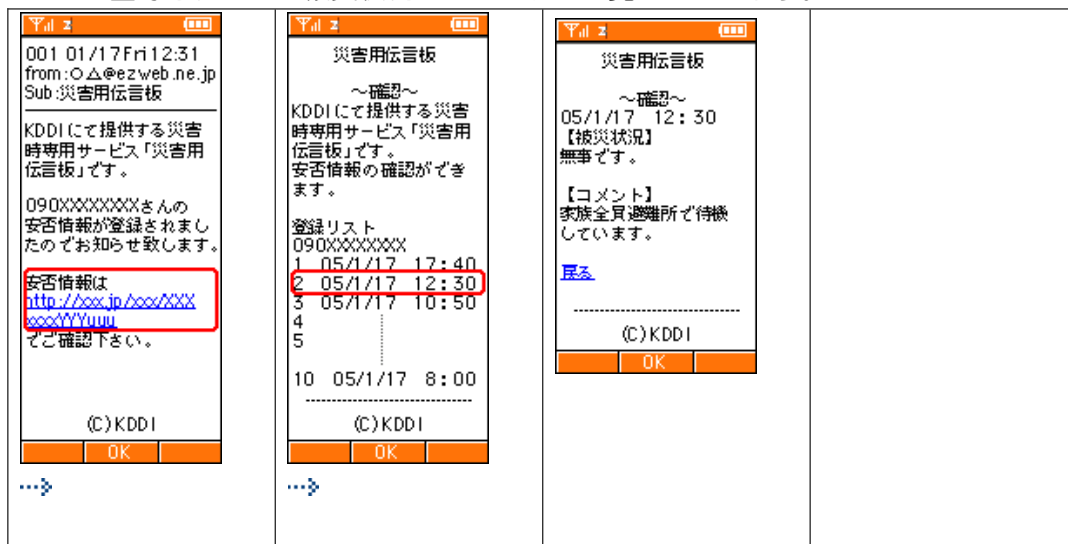 001 01/17Fri12:31
from:○△@ezweb.ne.jp
Sub:災害用伝言板
KDDIにて提供する災害
時専用サービス「災害用
伝言板」です。
090XXXXXXXXさんの
安否情報が登録されまし
たのでお知らせ致します。
安否情報は
http://xxx.jp/xxx/XXX
xxxxYYYuuu
でご確認下さい。
(C)KDDI
OK
災害用伝言板
～確認～
KDDIにて提供する災害
時専用サービス「災害用
伝言板」です。
安否情報の確認ができ
ます。
登録リスト
090XXXXXXXX
1 05/1/17 17:40
2 05/1/17 12:30
3 05/1/17 10:50
4
5
10 05/1/17 8:00
(C)KDDI
OK
災害用伝言板
～確認～
05/1/17 12:30
【被災状況】
無事です。
【コメント】
家族全員避難所で待機
しています。
戻る
(C)KDDI
OK